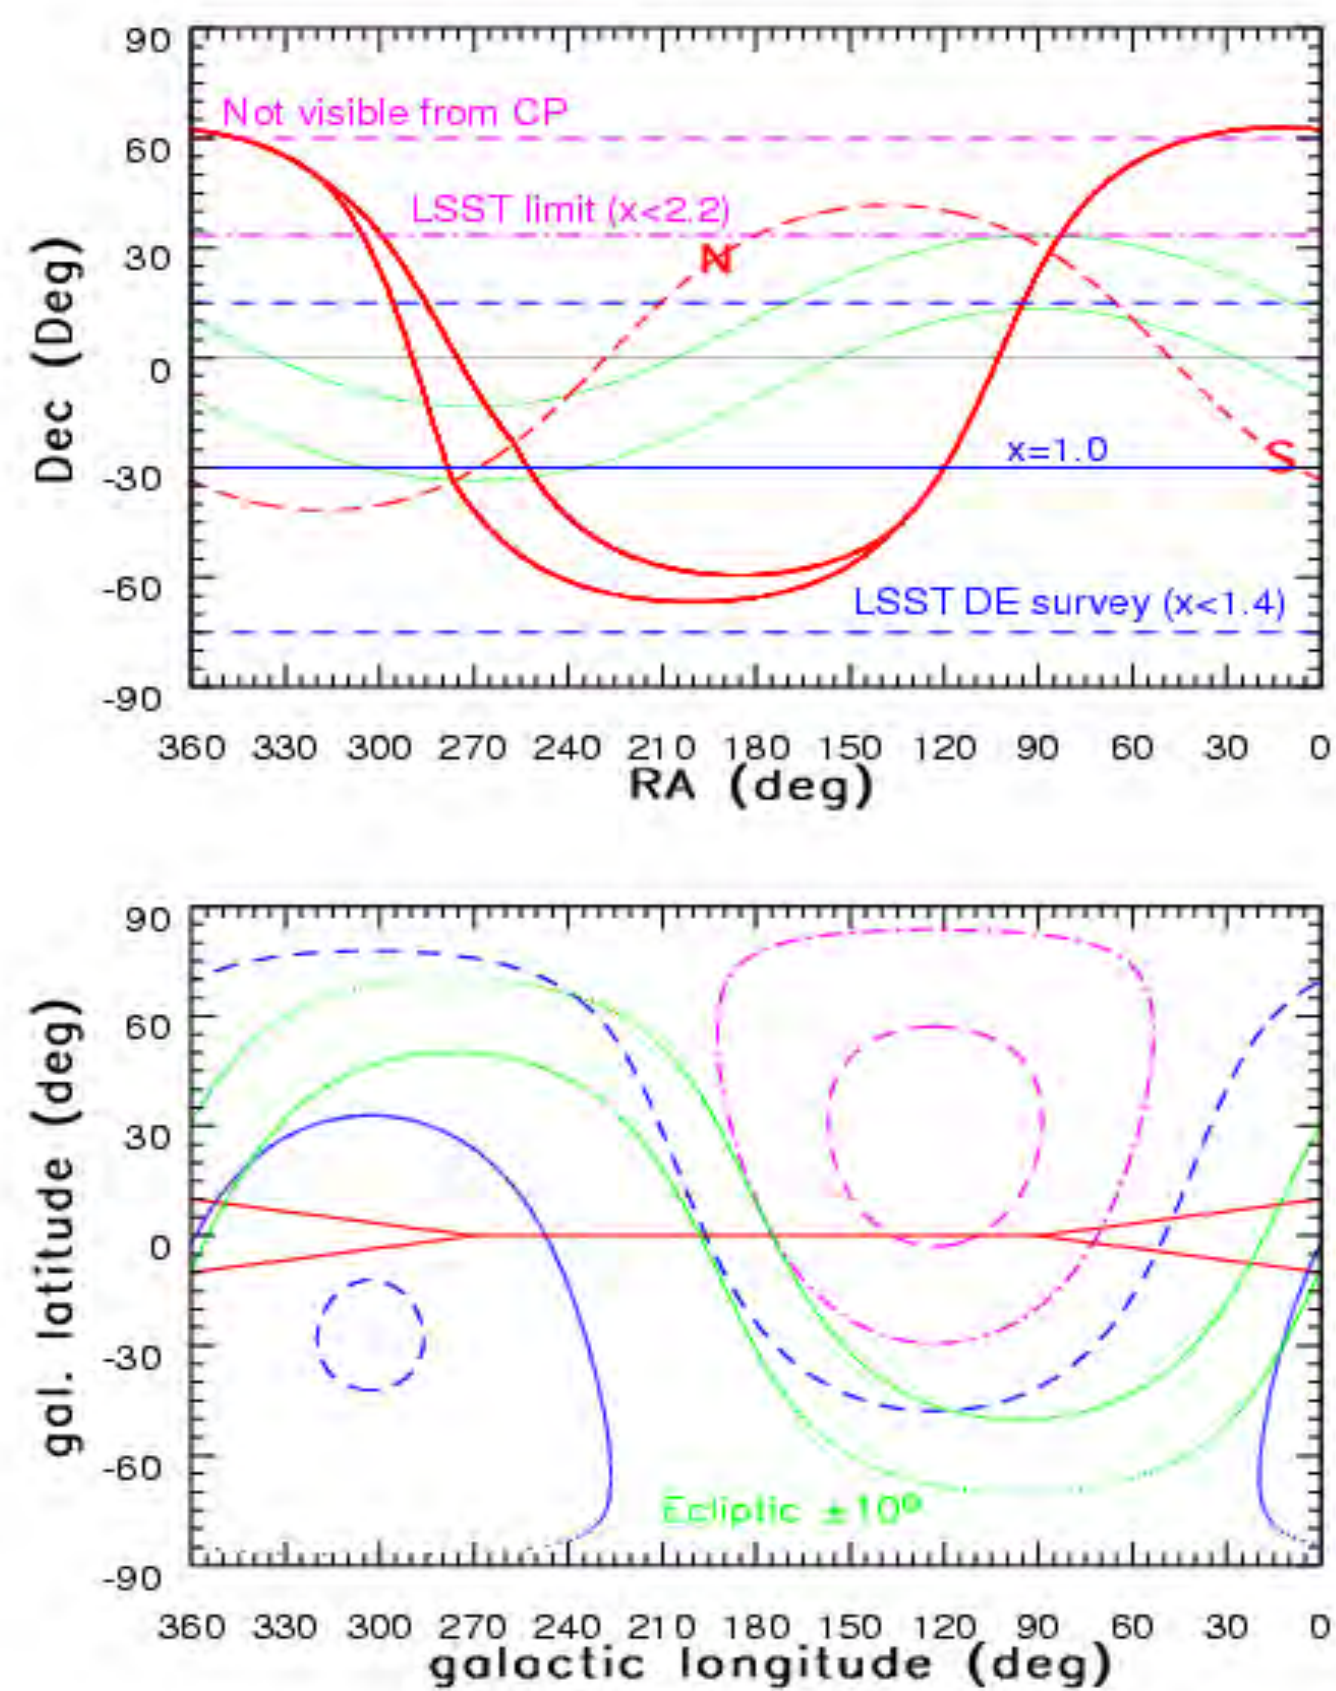 90
60
30
0
-30
-60
-90
Dec (Deg)
Not visible from CP
LSST limit (x<2.2)
N
x=1.0
S
LSST DE survey (x<1.4)
360 330 300 270 240 210 180 150 120 90 60 30 0
RA (deg)
90
60
30
0
-30
-60
-90
gal. latitude (deg)
Ecliptic ±10°
360 330 300 270 240 210 180 150 120 90 60 30 0
galactic longitude (deg)